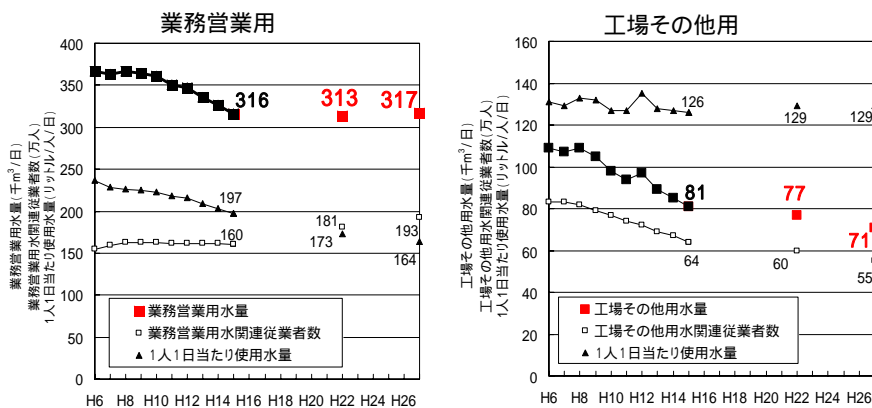 業務営業用
業務営業用水量(千m³/日)
業務営業用水関連従業者数(万人)
1人1日当たり使用水量(リットル/人/日)
400
350
300
250
200
150
100
50
0
316
313
317
197
160
181
173
193
164
■業務営業用水量
□業務営業用水関連従業者数
▲1人1日当たり使用水量
H6 H8 H10 H12 H14 H16 H18 H20 H22 H24 H26
工場その他用
工場その他用水量(千m³/日)
工場その他用水関連従業者数(万人)
1人1日当たり使用水量(リットル/人/日)
160
140
120
100
80
60
40
20
0
126
129
129
81
77
71
64
60
55
■工場その他用水量
□工場その他用水関連従業者数
▲1人1日当たり使用水量
H6 H8 H10 H12 H14 H16 H18 H20 H22 H24 H26